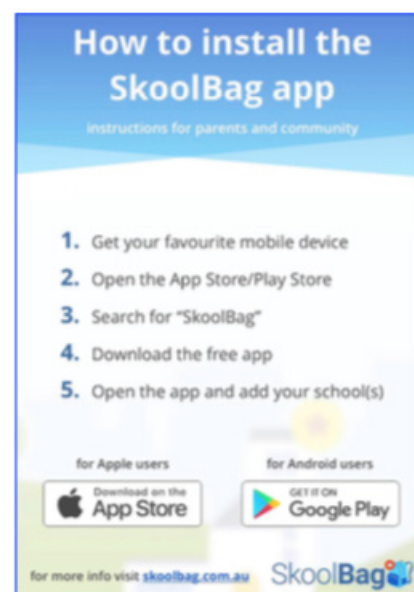 How to install the
SkoolBag app
instructions for parents and community
1. Get your favourite mobile device
2. Open the App Store/Play Store
3. Search for “SkoolBag”
4. Download the free app
5. Open the app and add your school(s)
for Apple users for Android users
Download on the GET IT ON
App Store Google Play
for more info visit skoolbag.com.au SkoolBag